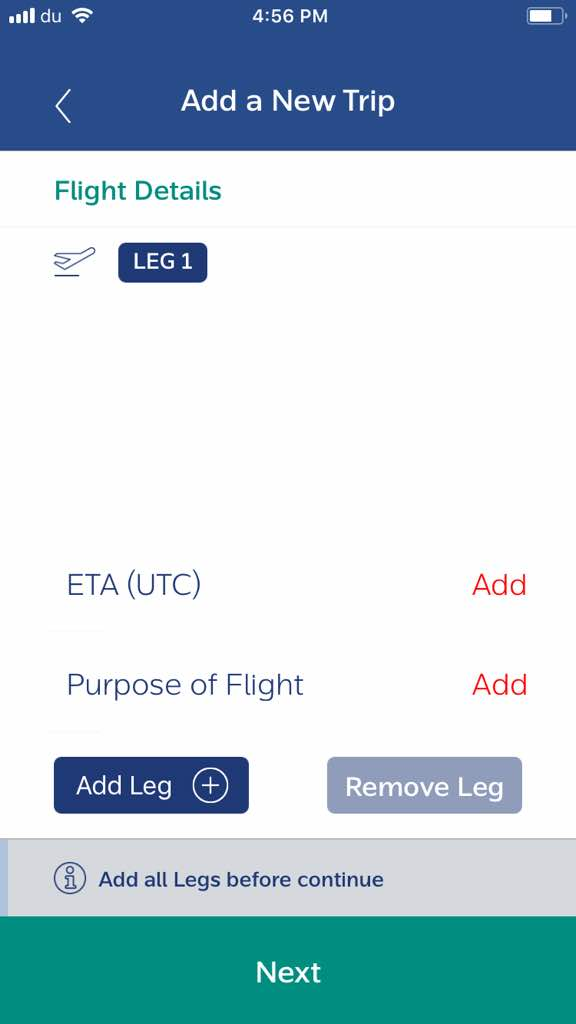 du 4:56 PM
Add a New Trip
Flight Details
LEG 1
ETA (UTC) Add
Purpose of Flight Add
Add Leg Remove Leg
Add all Legs before continue
Next